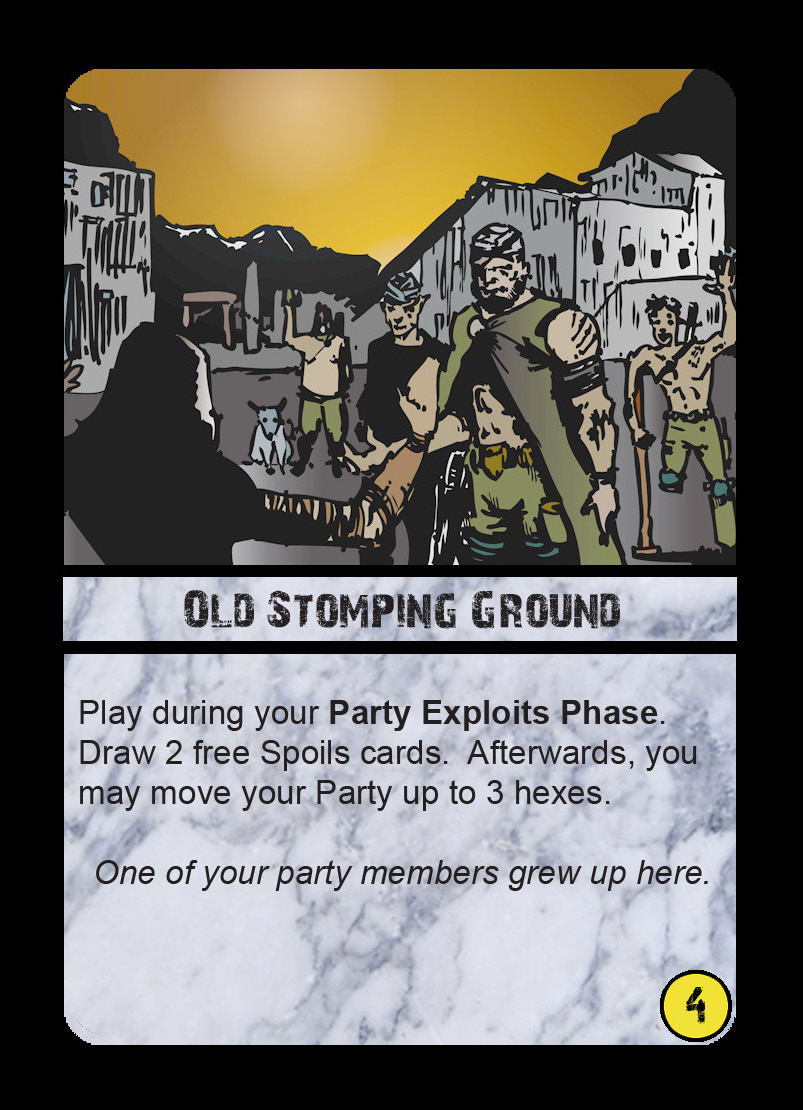 Old Stomping Ground
Play during your Party Exploits Phase.
Draw 2 free Spoils cards.  Afterwards, you
may move your Party up to 3 hexes.
One of your party members grew up here.
4